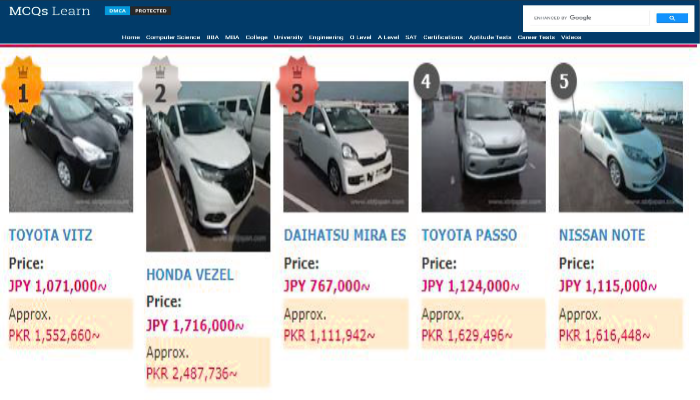 MCQs Learn
DMCA PROTECTED
ENHANCED BY Google
Home Computer Science BBA MBA College University Engineering O Level A Level SAT Certifications Aptitude Tests Career Tests Videos
1
2
3
4
5
TOYOTA VITZ
Price:
JPY 1,071,000~
Approx.
PKR 1,552,660~
HONDA VEZEL
Price:
JPY 1,716,000~
Approx.
PKR 2,487,736~
DAIHATSU MIRA ES
Price:
JPY 767,000~
Approx.
PKR 1,111,942~
TOYOTA PASSO
Price:
JPY 1,124,000~
Approx.
PKR 1,629,496~
NISSAN NOTE
Price:
JPY 1,115,000~
Approx.
PKR 1,616,448~